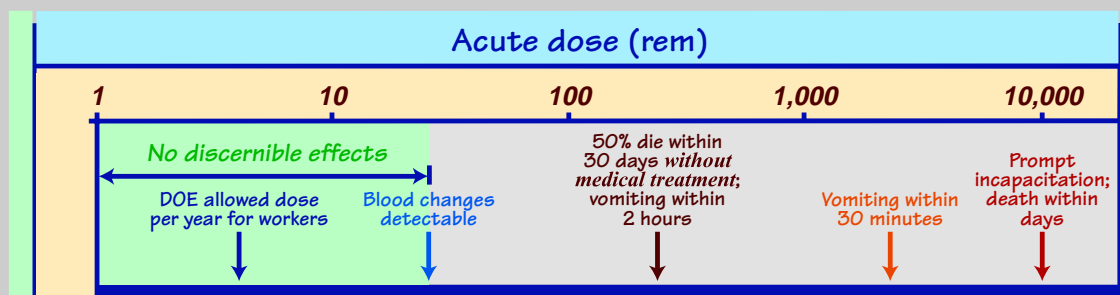 Acute dose (rem)
1 10 100 1,000 10,000
No discernible effects
DOE allowed dose
per year for workers
Blood changes
detectable
50% die within
30 days without
medical treatment;
vomiting within
2 hours
Vomiting within
30 minutes
Prompt
incapacitation;
death within
days